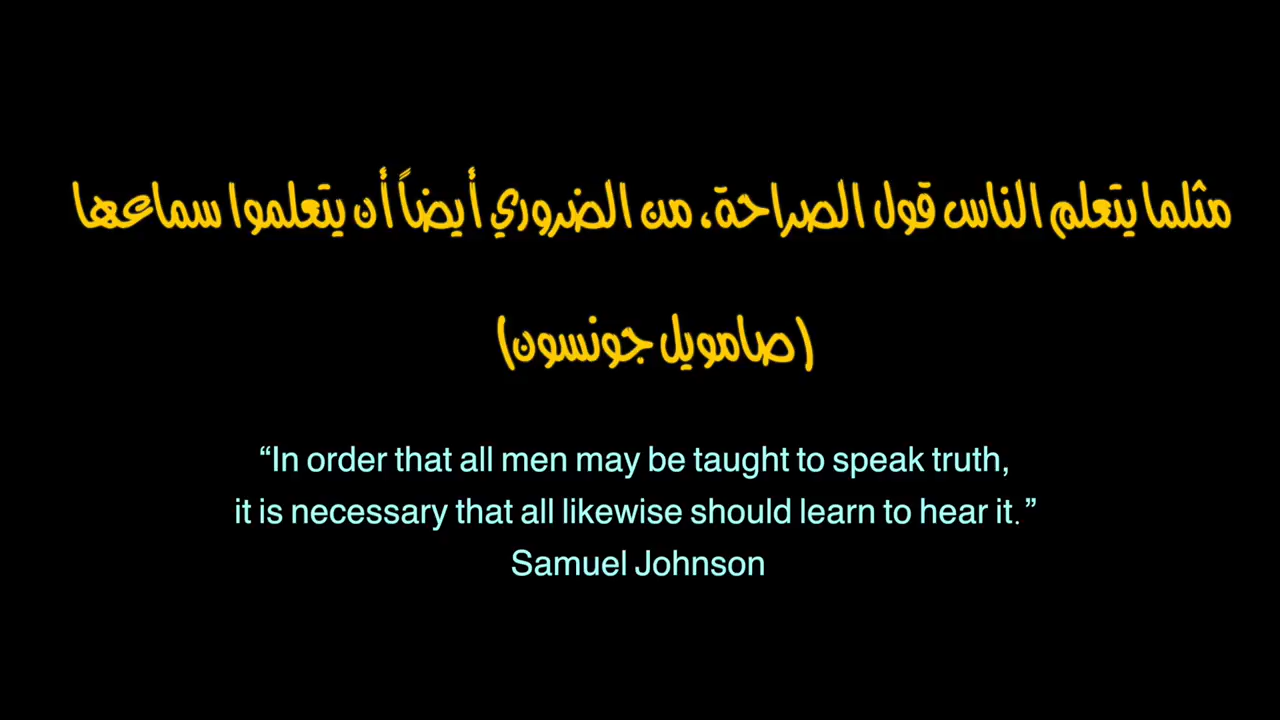 مثلما يتعلم الناس قول الصراحة، من الضروري أيضاً أن يتعلموا سماعها
(صامويل جونسون)
“In order that all men may be taught to speak truth,
it is necessary that all likewise should learn to hear it.”
Samuel Johnson